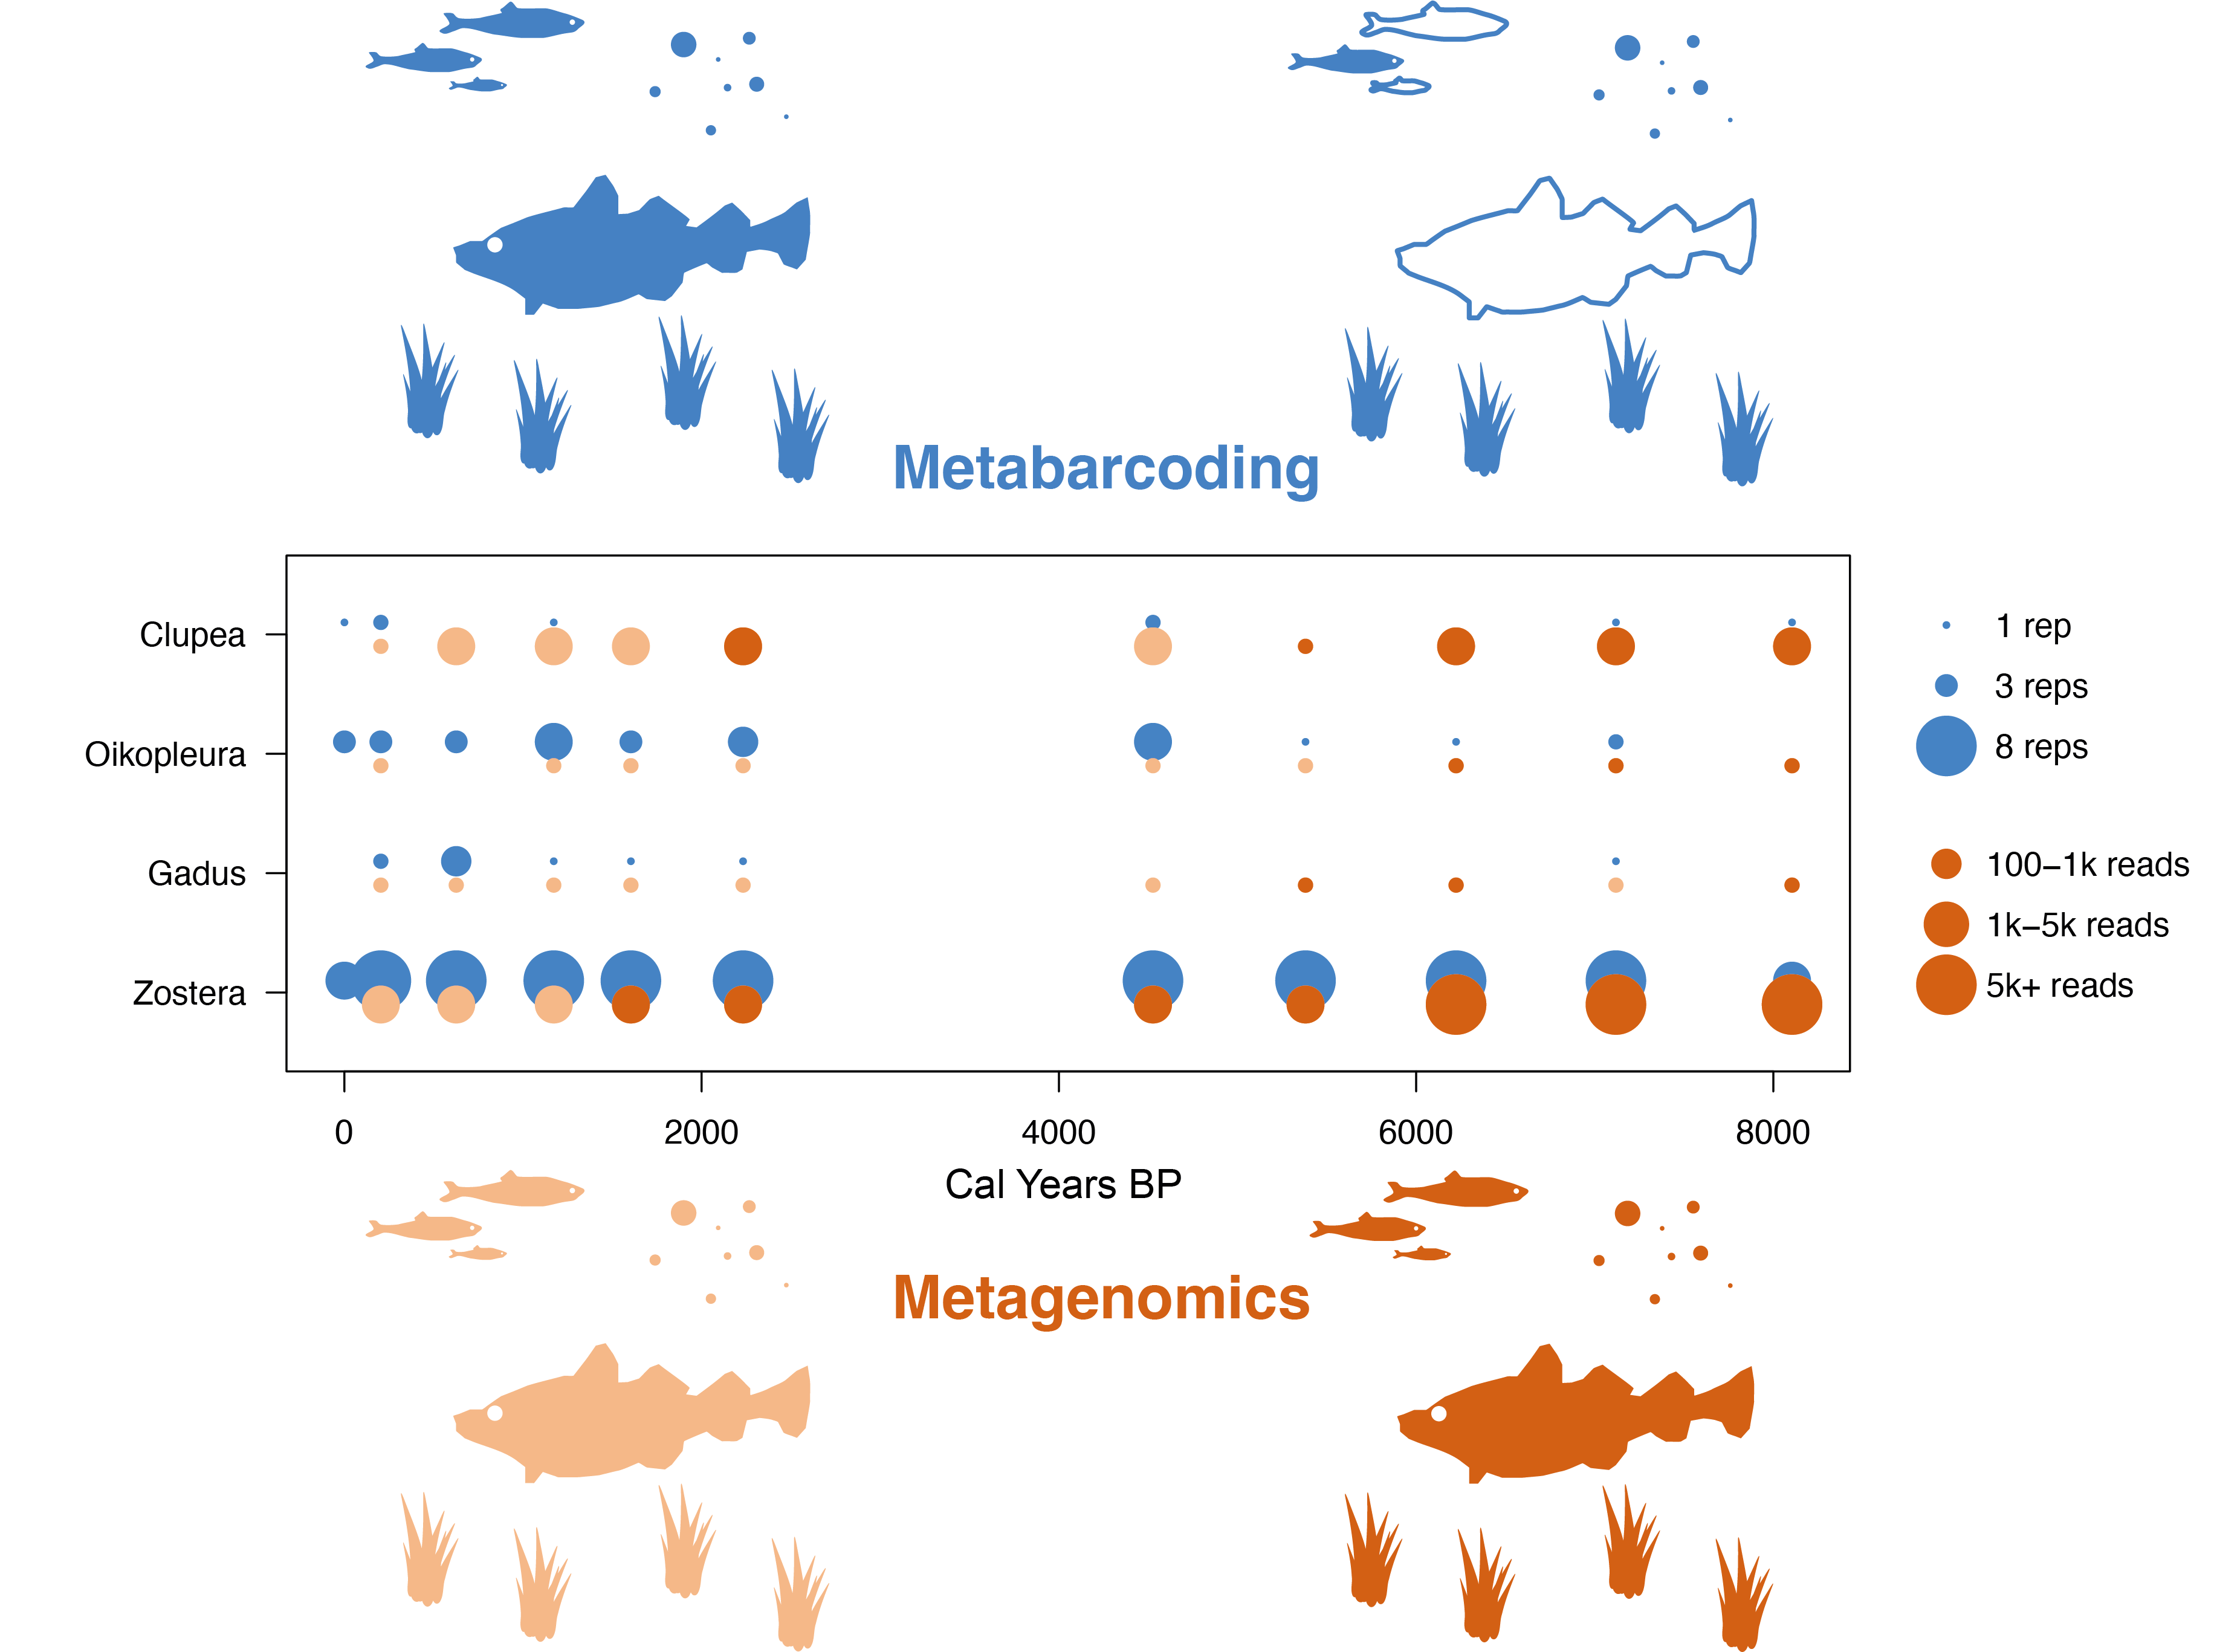 Metabarcoding
Clupea
Oikopleura
Gadus
Zostera
1 rep
3 reps
8 reps
100–1k reads
1k–5k reads
5k+ reads
0 2000 4000 6000 8000
Cal Years BP
Metagenomics